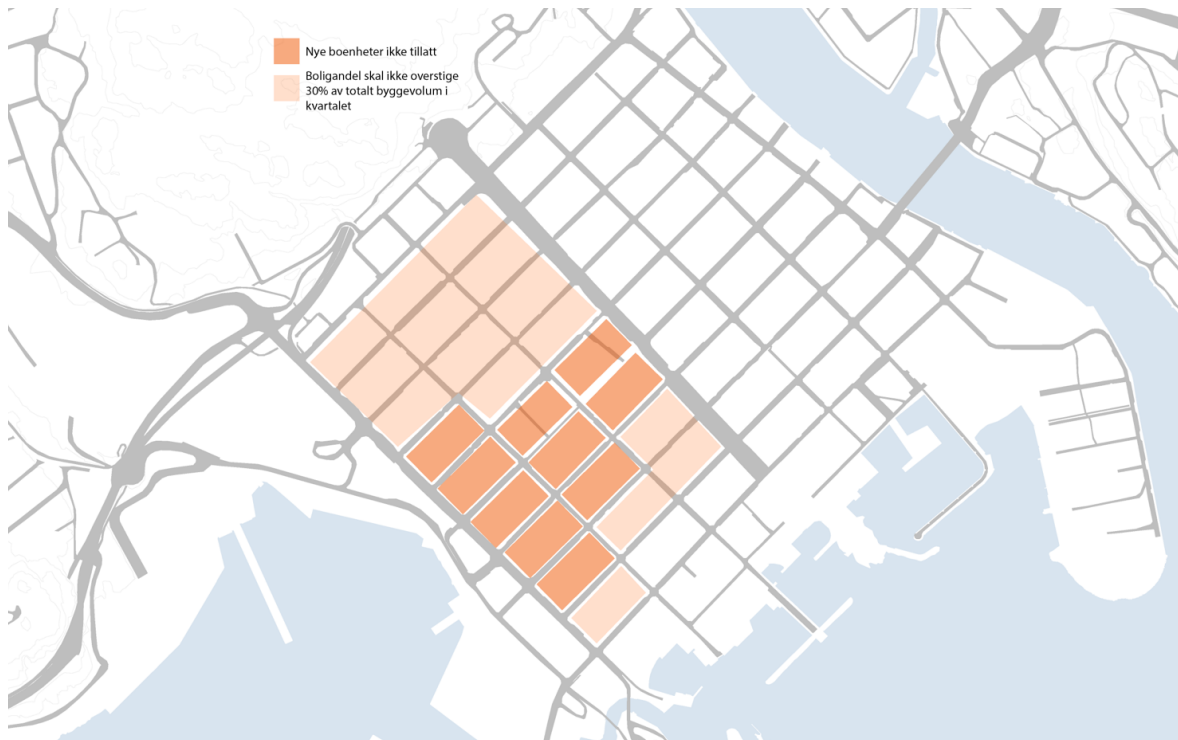 Nye boenheter ikke tillatt
Boligandel skal ikke overstige
30% av totalt byggevolum i
kvartalet